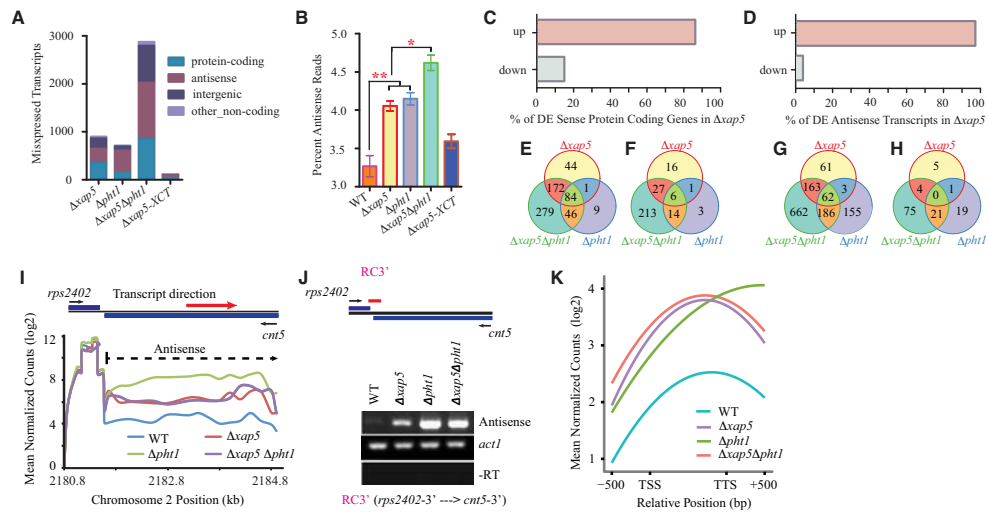 A
Misxpressed Transcripts
3000
2000
1000
0
protein-coding
antisense
intergenic
other_non-coding
Δxap5
Δpht1
Δxap5Δpht1
Δxap5-XCT
B
Percent Antisense Reads
5.0
4.5
4.0
3.5
3.0
**
*
WT
Δxap5
Δpht1
Δxap5Δpht1
Δxap5-XCT
C
up
down
0 20 40 60 80 100
% of DE Sense Protein Coding Genes in Δxap5
D
up
down
0 20 40 60 80 100
% of DE Antisense Transcripts in Δxap5
E
Δxap5
44
172 1
84
279 46 9
Δxap5Δpht1 Δpht1
F
Δxap5
16
27 1
6
213 14 3
Δxap5Δpht1 Δpht1
G
Δxap5
61
163 3
62
662 186 155
Δxap5Δpht1 Δpht1
H
Δxap5
5
4 1
0
75 21 19
Δxap5Δpht1 Δpht1
I
rps2402 Transcript direction
cnt5
Mean Normalized Counts (log2)
12
8
4
0
Antisense
WT Δxap5
Δpht1 Δxap5 Δpht1
2180.8 2182.8 2184.8
Chromosome 2 Position (kb)
J
RC3'
rps2402
cnt5
WT
Δxap5
Δpht1
Δxap5Δpht1
Antisense
act1
-RT
RC3' (rps2402-3' ---> cnt5-3')
K
Mean Normalized Counts (log2)
4
3
2
1
WT
Δxap5
Δpht1
Δxap5Δpht1
−500 TSS TTS +500
Relative Position (bp)